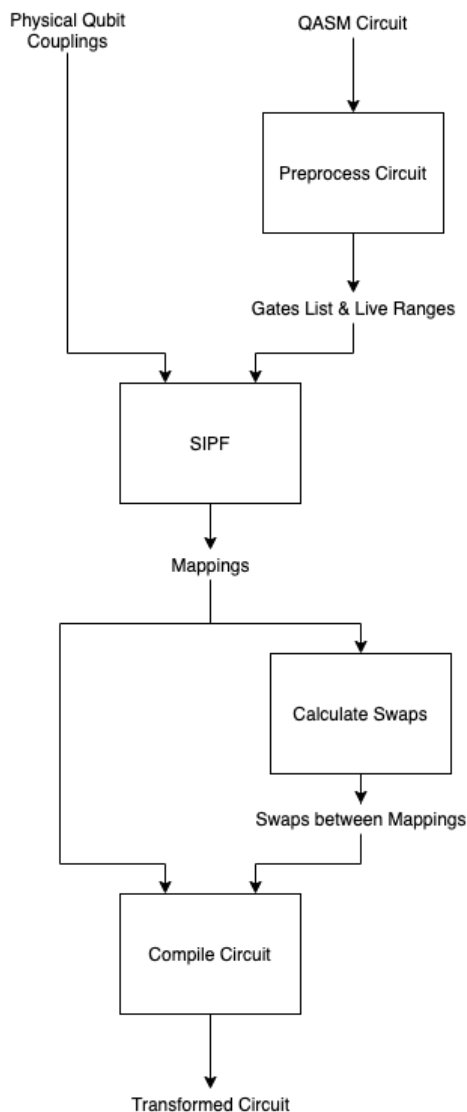 Physical Qubit
Couplings
QASM Circuit
Preprocess Circuit
Gates List & Live Ranges
SIPF
Mappings
Calculate Swaps
Swaps between Mappings
Compile Circuit
Transformed Circuit